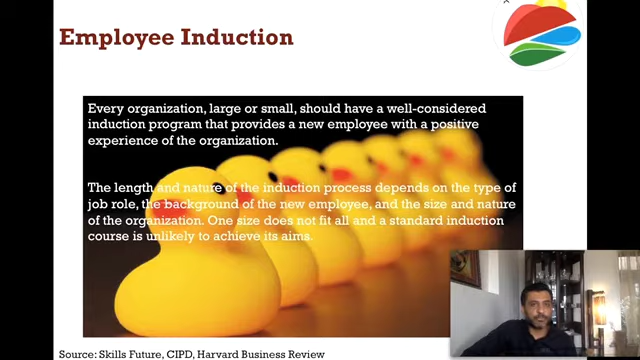 Employee Induction
Every organization, large or small, should have a well-considered
induction program that provides a new employee with a positive
experience of the organization.
The length and nature of the induction process depends on the type of
job role, the background of the new employee, and the size and nature
of the organization. One size does not fit all and a standard induction
course is unlikely to achieve its aims.
Source: Skills Future, CIPD, Harvard Business Review